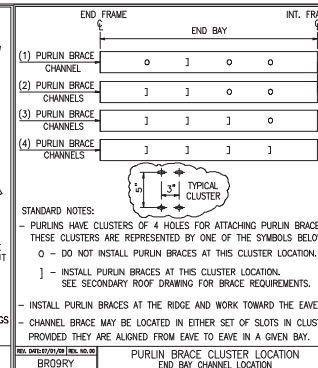 END FRAME
INT. FRA
℄
END BAY
(1) PURLIN BRACE
CHANNEL
O ] O O
(2) PURLIN BRACE
CHANNELS
] ] O O
(3) PURLIN BRACE
CHANNELS
] ] ] O
(4) PURLIN BRACE
CHANNELS
] ] ] ]
5"
3"
TYPICAL
CLUSTER
STANDARD NOTES:
- PURLINS HAVE CLUSTERS OF 4 HOLES FOR ATTACHING PURLIN BRACE
THESE CLUSTERS ARE REPRESENTED BY ONE OF THE SYMBOLS BELO
O - DO NOT INSTALL PURLIN BRACES AT THIS CLUSTER LOCATION.
] - INSTALL PURLIN BRACES AT THIS CLUSTER LOCATION.
SEE SECONDARY ROOF DRAWING FOR BRACE REQUIREMENTS.
- INSTALL PURLIN BRACES AT THE RIDGE AND WORK TOWARD THE EAVE
- CHANNEL BRACE MAY BE LOCATED IN EITHER SET OF SLOTS IN CLUS
PROVIDED THEY ARE ALIGNED FROM EAVE TO EAVE IN A GIVEN BAY.
REV. DATE:07/01/09 REV. NO.00
BR09RY
PURLIN BRACE CLUSTER LOCATION
END BAY CHANNEL LOCATION